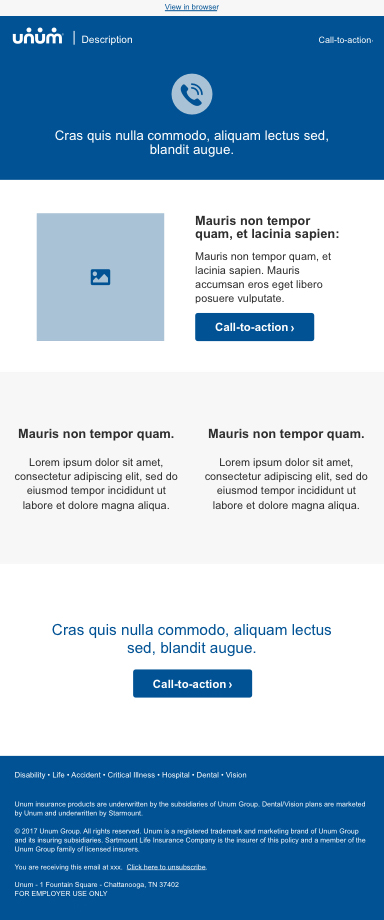 View in browser
unum | Description
Call-to-action›
Cras quis nulla commodo, aliquam lectus sed,
blandit augue.
Mauris non tempor
quam, et lacinia sapien:
Mauris non tempor quam, et
lacinia sapien. Mauris
accumsan eros eget libero
posuere vulputate.
Call-to-action ›
Mauris non tempor quam.
Lorem ipsum dolor sit amet,
consectetur adipiscing elit, sed do
eiusmod tempor incididunt ut
labore et dolore magna aliqua.
Mauris non tempor quam.
Lorem ipsum dolor sit amet,
consectetur adipiscing elit, sed do
eiusmod tempor incididunt ut
labore et dolore magna aliqua.
Cras quis nulla commodo, aliquam lectus
sed, blandit augue.
Call-to-action ›
Disability • Life • Accident • Critical Illness • Hospital • Dental • Vision
Unum insurance products are underwritten by the subsidiaries of Unum Group. Dental/Vision plans are marketed
by Unum and underwritten by Starmount.
© 2017 Unum Group. All rights reserved. Unum is a registered trademark and marketing brand of Unum Group
and its insuring subsidiaries. Sartmount Life Insurance Company is the insurer of this policy and a member of the
Unum Group family of licensed insurers.
You are receiving this email at xxx. Click here to unsubscribe.
Unum - 1 Fountain Square - Chattanooga, TN 37402
FOR EMPLOYER USE ONLY